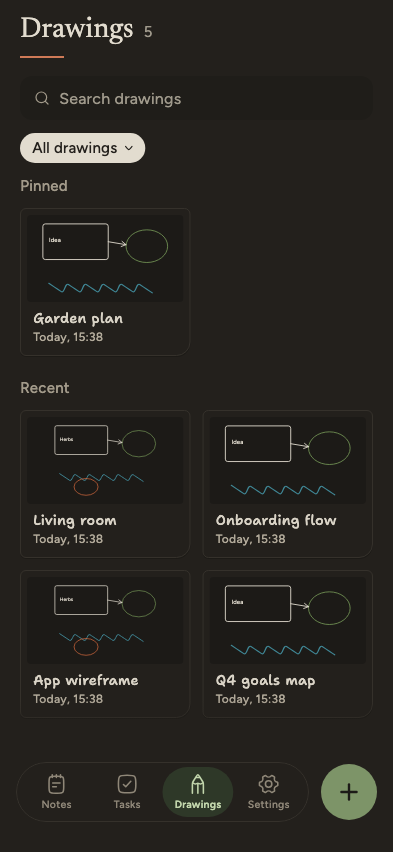 Drawings 5
Search drawings
All drawings
Pinned
Idea
Garden plan
Today, 15:38
Recent
Herbs
Living room
Today, 15:38
Idea
Onboarding flow
Today, 15:38
Herbs
App wireframe
Today, 15:38
Idea
Q4 goals map
Today, 15:38
Notes Tasks Drawings Settings